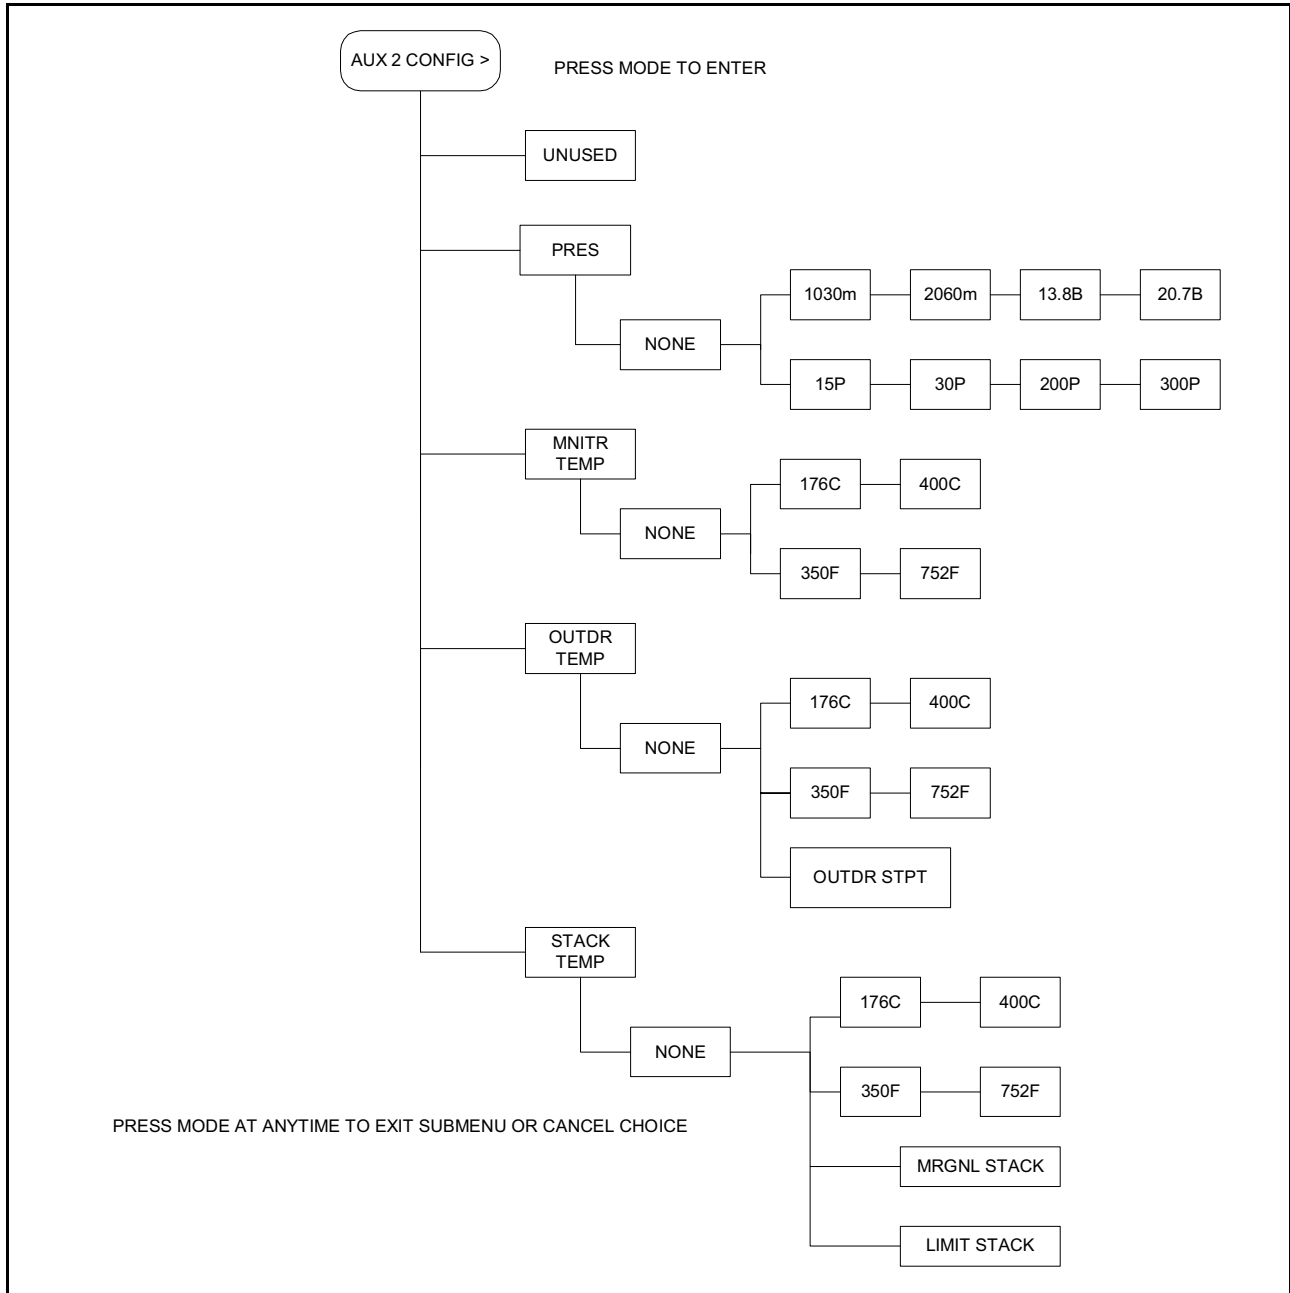 AUX 2 CONFIG >
PRESS MODE TO ENTER
UNUSED
PRES
1030m
2060m
13.8B
20.7B
NONE
15P
30P
200P
300P
MNITR
TEMP
176C
400C
NONE
350F
752F
OUTDR
TEMP
176C
400C
NONE
350F
752F
OUTDR STPT
STACK
TEMP
176C
400C
NONE
350F
752F
PRESS MODE AT ANYTIME TO EXIT SUBMENU OR CANCEL CHOICE
MRGNL STACK
LIMIT STACK